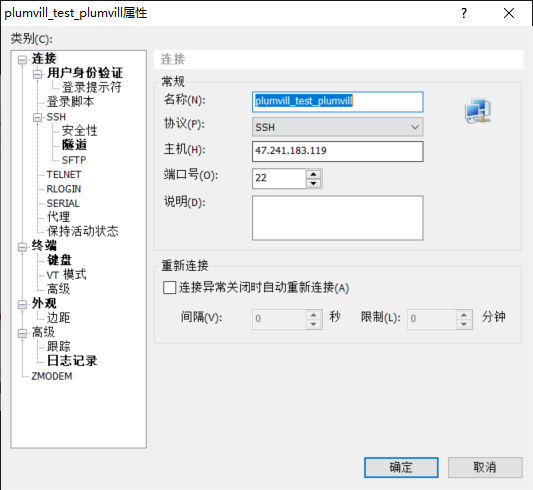 plumvill_test_plumvill属性
?
类别(C):
连接
用户身份验证
登录提示符
登录脚本
SSH
安全性
隧道
SFTP
TELNET
RLOGIN
SERIAL
代理
保持活动状态
终端
键盘
VT 模式
高级
外观
边距
高级
跟踪
日志记录
ZMODEM
连接
常规
名称(N): plumvill_test_plumvill
协议(P): SSH
主机(H): 47.241.183.119
端口号(O): 22
说明(D):
重新连接
连接异常关闭时自动重新连接(A)
间隔(V): 0 秒 限制(L): 0 分钟
确定 取消